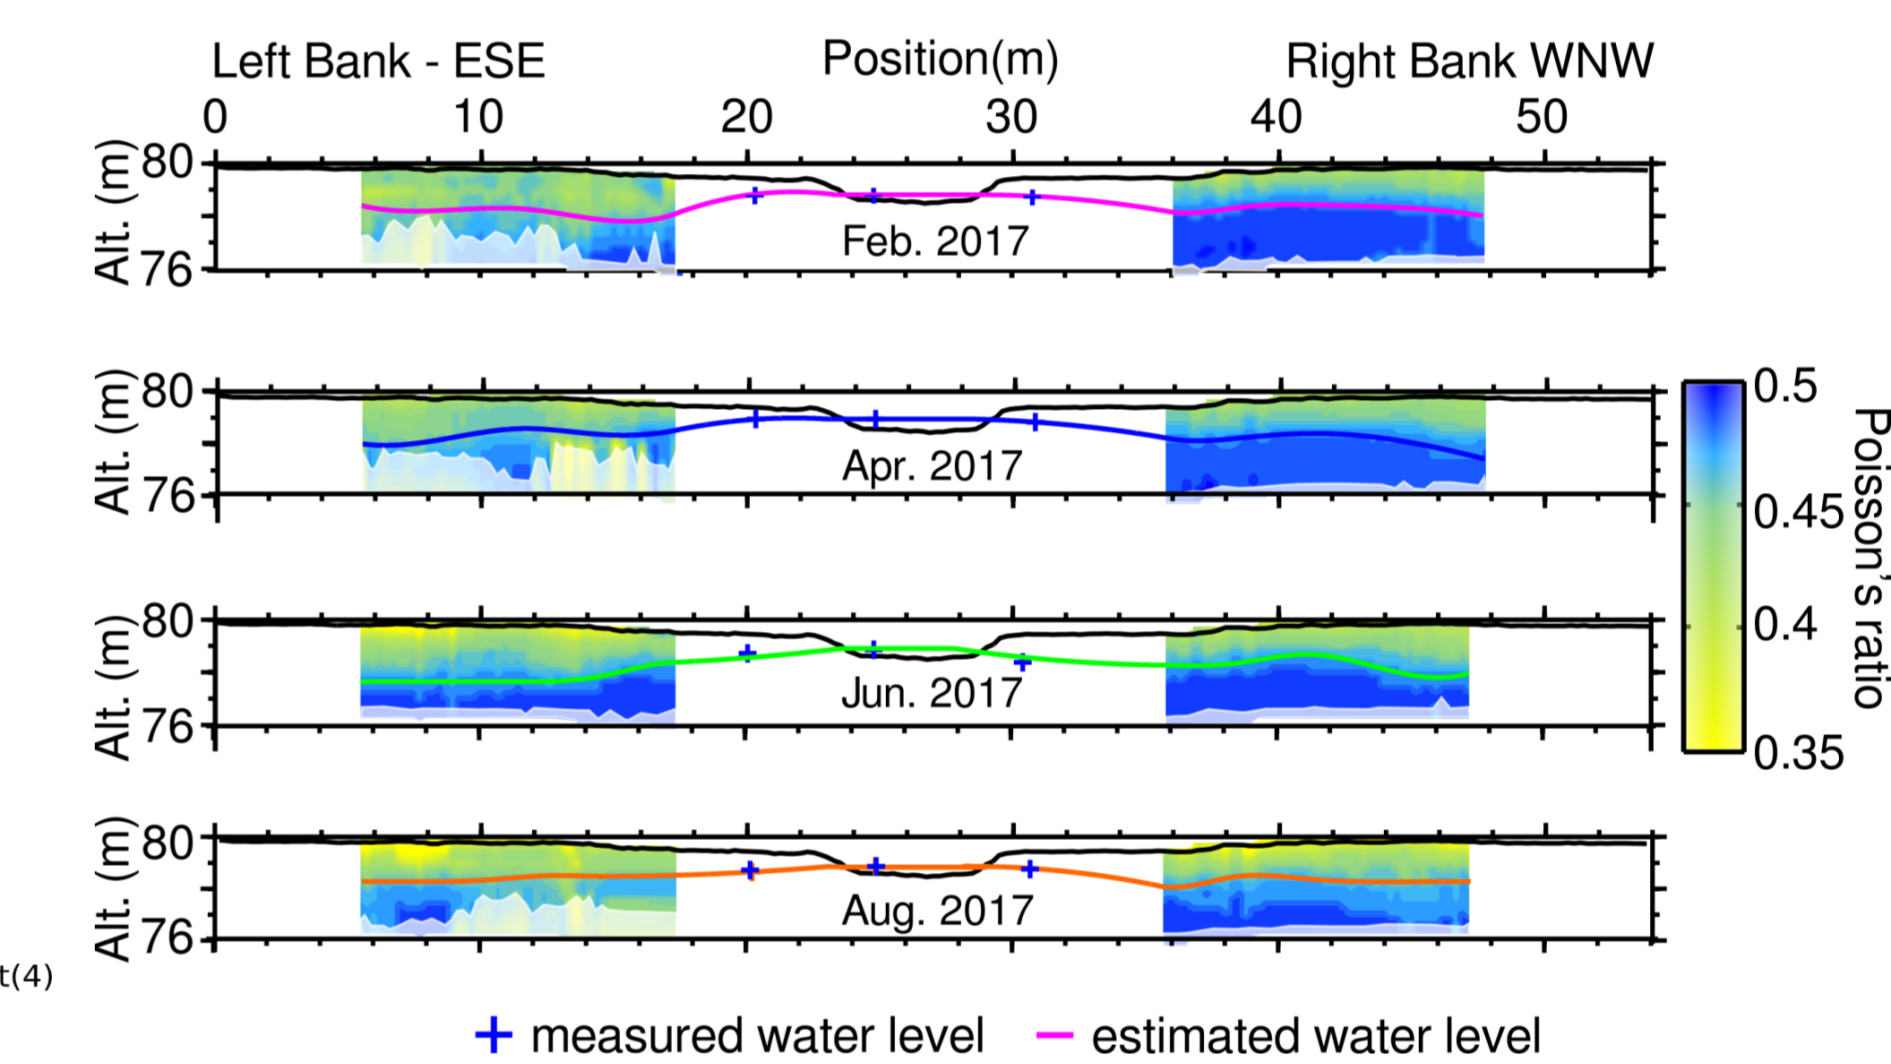 Left Bank - ESE Position(m) Right Bank WNW
0 10 20 30 40 50
Alt. (m) 80 76 Feb. 2017
Alt. (m) 80 76 Apr. 2017
Alt. (m) 80 76 Jun. 2017
Alt. (m) 80 76 Aug. 2017
0.5
0.45
0.4
0.35
Poisson's ratio
t(4)
measured water level estimated water level